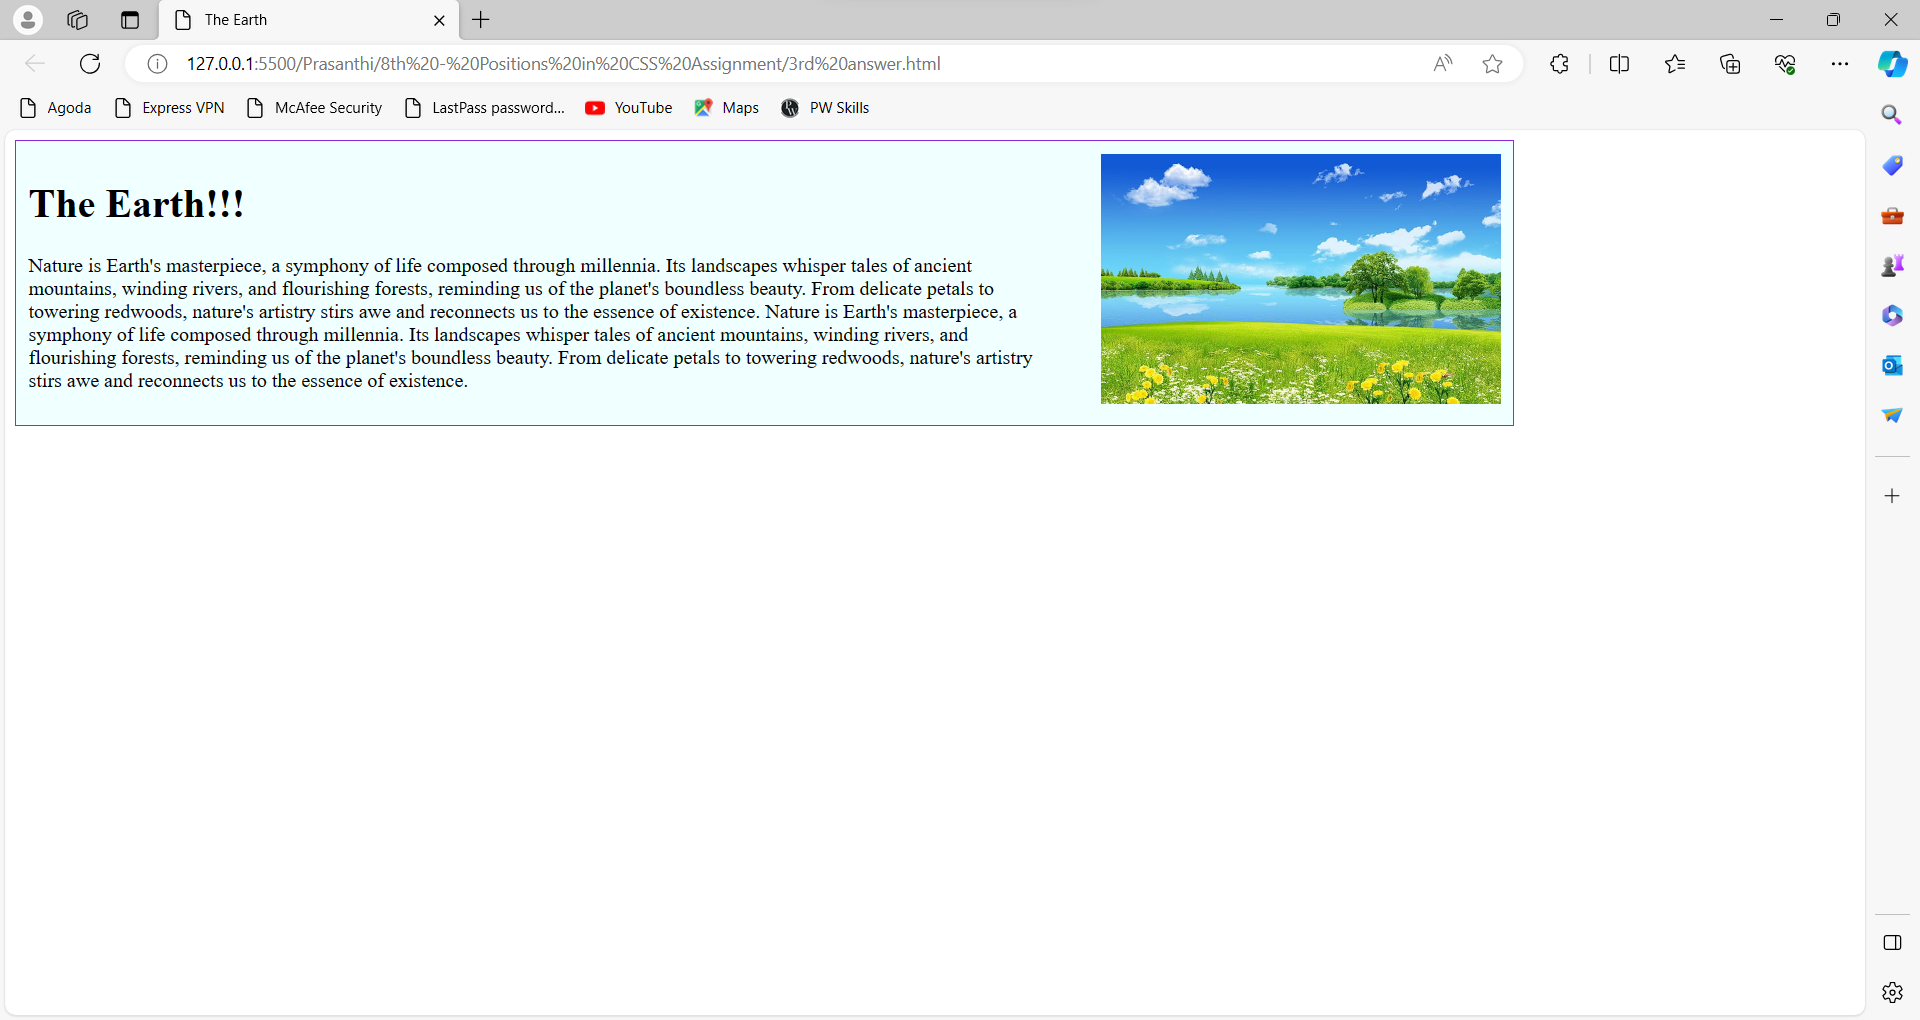 The Earth
127.0.0.1:5500/Prasanthi/8th%20-%20Positions%20in%20CSS%20Assignment/3rd%20answer.html
Agoda Express VPN McAfee Security LastPass password... YouTube Maps PW Skills
The Earth!!!
Nature is Earth's masterpiece, a symphony of life composed through millennia. Its landscapes whisper tales of ancient
mountains, winding rivers, and flourishing forests, reminding us of the planet's boundless beauty. From delicate petals to
towering redwoods, nature's artistry stirs awe and reconnects us to the essence of existence. Nature is Earth's masterpiece, a
symphony of life composed through millennia. Its landscapes whisper tales of ancient mountains, winding rivers, and
flourishing forests, reminding us of the planet's boundless beauty. From delicate petals to towering redwoods, nature's artistry
stirs awe and reconnects us to the essence of existence.